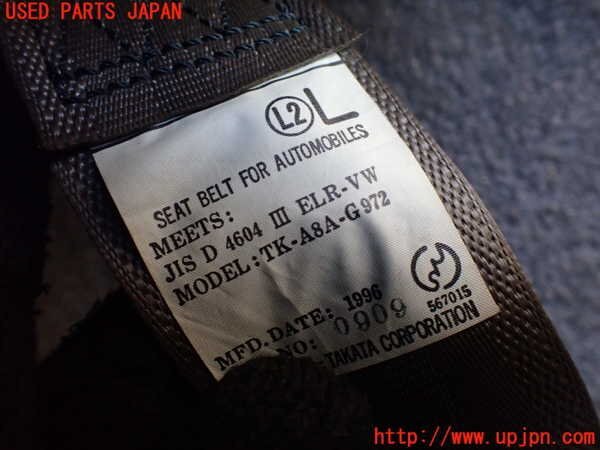 USED PARTS JAPAN
L2 L
SEAT BELT FOR AUTOMOBILES
MEETS:
JIS D 4604 III ELR-VW
MODEL:TK-A8A-G972
MFD.DATE: 1996
NO: 0909
567015
TAKATA CORPORATION
http://www.upjpn.com/